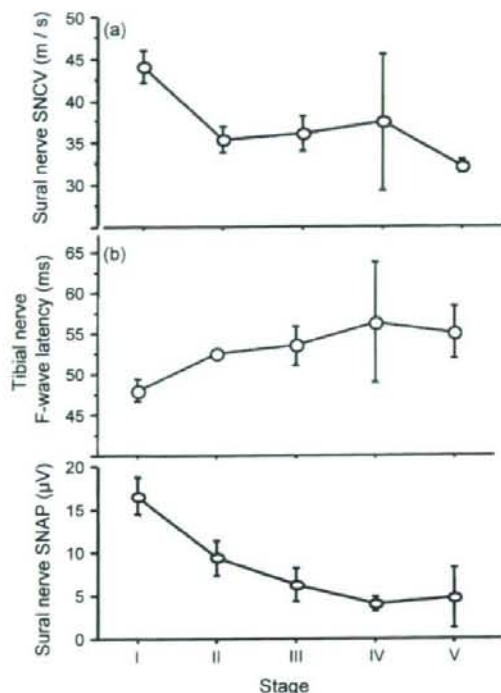 50
(a)
45
40
35
30
Sural nerve SNCV (m / s)
(b)
65
60
55
50
45
Tibial nerve
F-wave latency (ms)
20
15
10
5
0
Sural nerve SNAP (µV)
I II III IV V
Stage